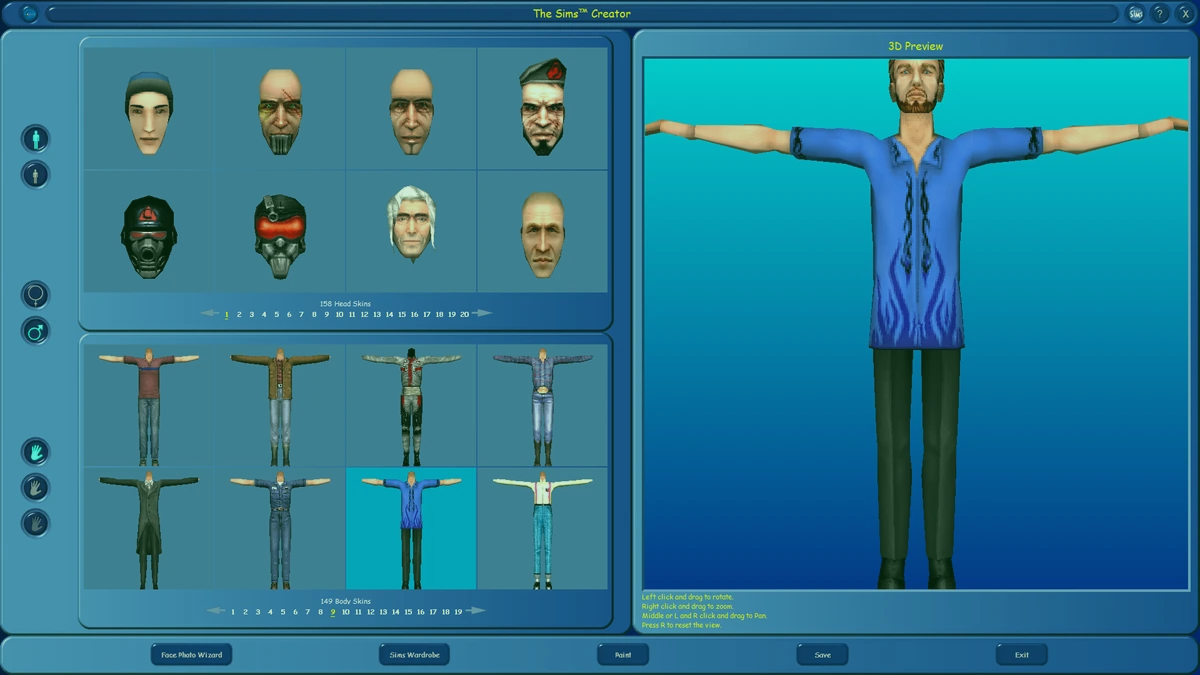 The Sims™ Creator
SIMS
?
X
158 Head Skins
1 2 3 4 5 6 7 8 9 10 11 12 13 14 15 16 17 18 19 20
149 Body Skins
1 2 3 4 5 6 7 8 9 10 11 12 13 14 15 16 17 18 19
3D Preview
Left click and drag to rotate.
Right click and drag to zoom.
Middle or L and R click and drag to Pan.
Press R to reset the view.
Face Photo Wizard
Sims Wardrobe
Paint
Save
Exit